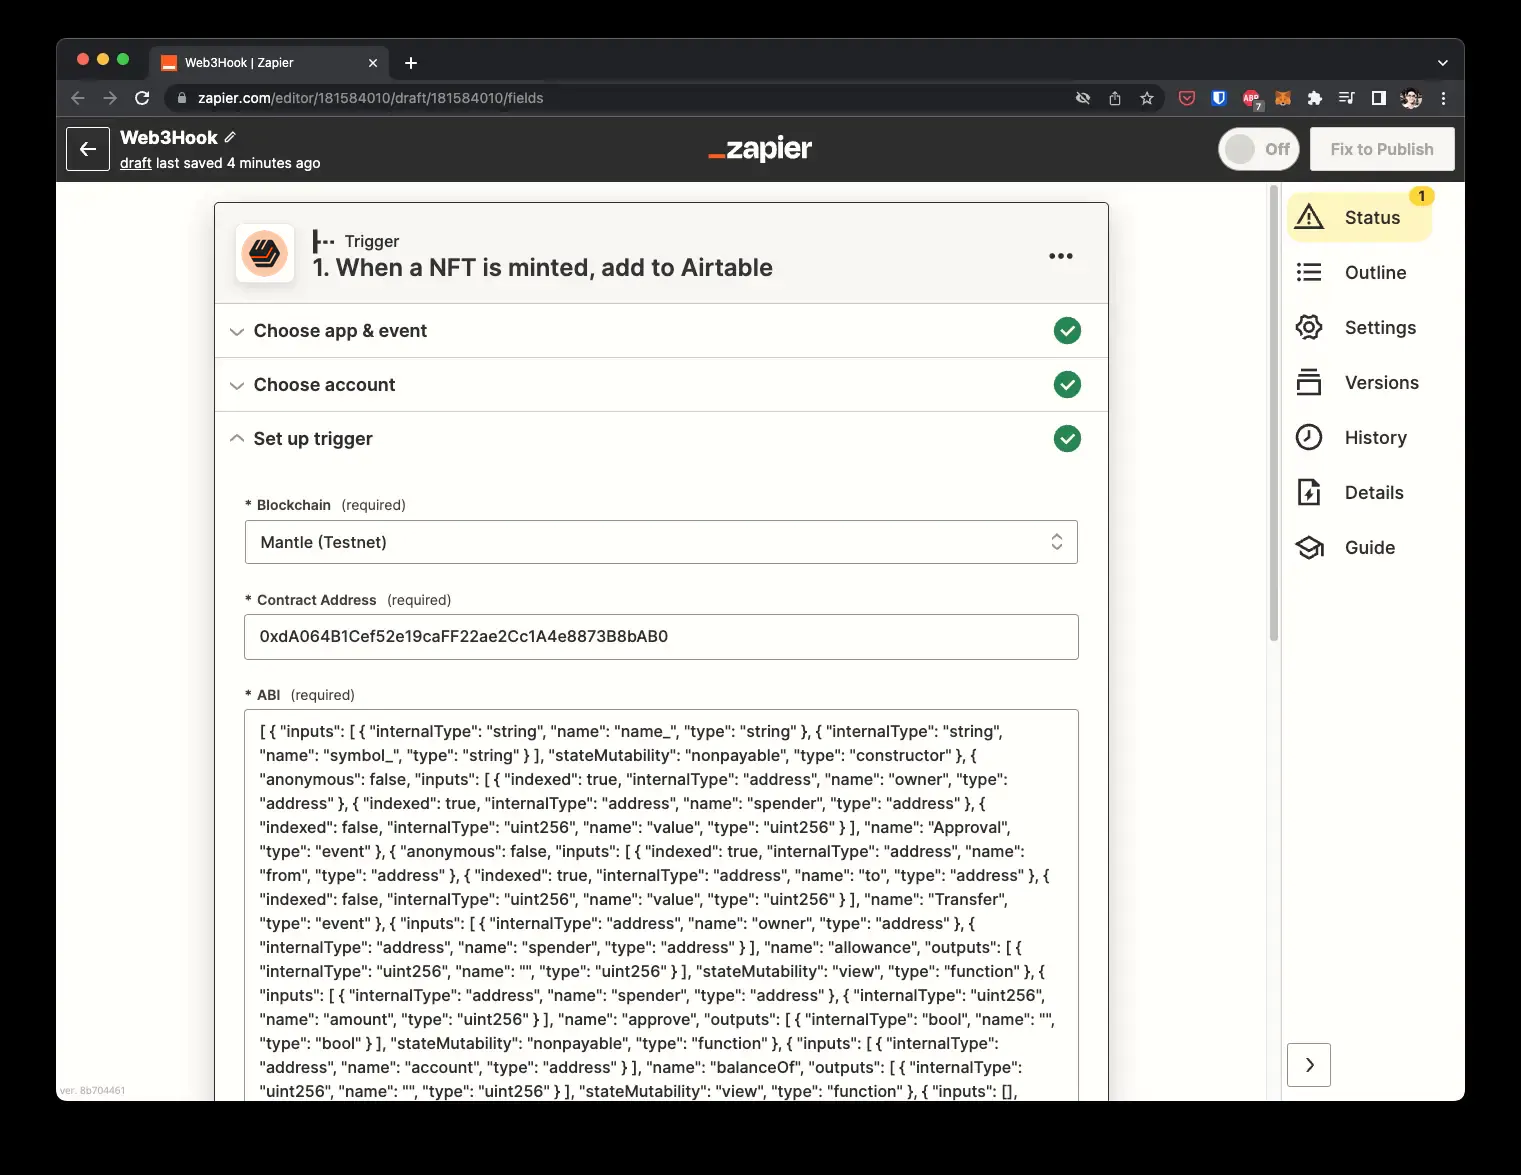 Web3Hook | Zapier
zapier.com/editor/181584010/draft/181584010/fields
ABP
7
Web3Hook
draft last saved 4 minutes ago
_zapier
Off
Fix to Publish
Trigger
1. When a NFT is minted, add to Airtable
Choose app & event
Choose account
Set up trigger
* Blockchain (required)
Mantle (Testnet)
* Contract Address (required)
0xdA064B1Cef52e19caFF22ae2Cc1A4e8873B8bAB0
* ABI (required)
[ { "inputs": [ { "internalType": "string", "name": "name_", "type": "string" }, { "internalType": "string",
"name": "symbol_", "type": "string" } ], "stateMutability": "nonpayable", "type": "constructor" }, {
"anonymous": false, "inputs": [ { "indexed": true, "internalType": "address", "name": "owner", "type":
"address" }, { "indexed": true, "internalType": "address", "name": "spender", "type": "address" }, {
"indexed": false, "internalType": "uint256", "name": "value", "type": "uint256" } ], "name": "Approval",
"type": "event" }, { "anonymous": false, "inputs": [ { "indexed": true, "internalType": "address", "name":
"from", "type": "address" }, { "indexed": true, "internalType": "address", "name": "to", "type": "address" }, {
"indexed": false, "internalType": "uint256", "name": "value", "type": "uint256" } ], "name": "Transfer",
"type": "event" }, { "inputs": [ { "internalType": "address", "name": "owner", "type": "address" }, {
"internalType": "address", "name": "spender", "type": "address" } ], "name": "allowance", "outputs": [ {
"internalType": "uint256", "name": "", "type": "uint256" } ], "stateMutability": "view", "type": "function" }, {
"inputs": [ { "internalType": "address", "name": "spender", "type": "address" }, { "internalType": "uint256",
"name": "amount", "type": "uint256" } ], "name": "approve", "outputs": [ { "internalType": "bool", "name": "",
"type": "bool" } ], "stateMutability": "nonpayable", "type": "function" }, { "inputs": [ { "internalType":
"address", "name": "account", "type": "address" } ], "name": "balanceOf", "outputs": [ { "internalType":
"uint256", "name": "", "type": "uint256" } ], "stateMutability": "view", "type": "function" }, { "inputs": [],
1
Status
Outline
Settings
Versions
History
Details
Guide
ver. 8b704461